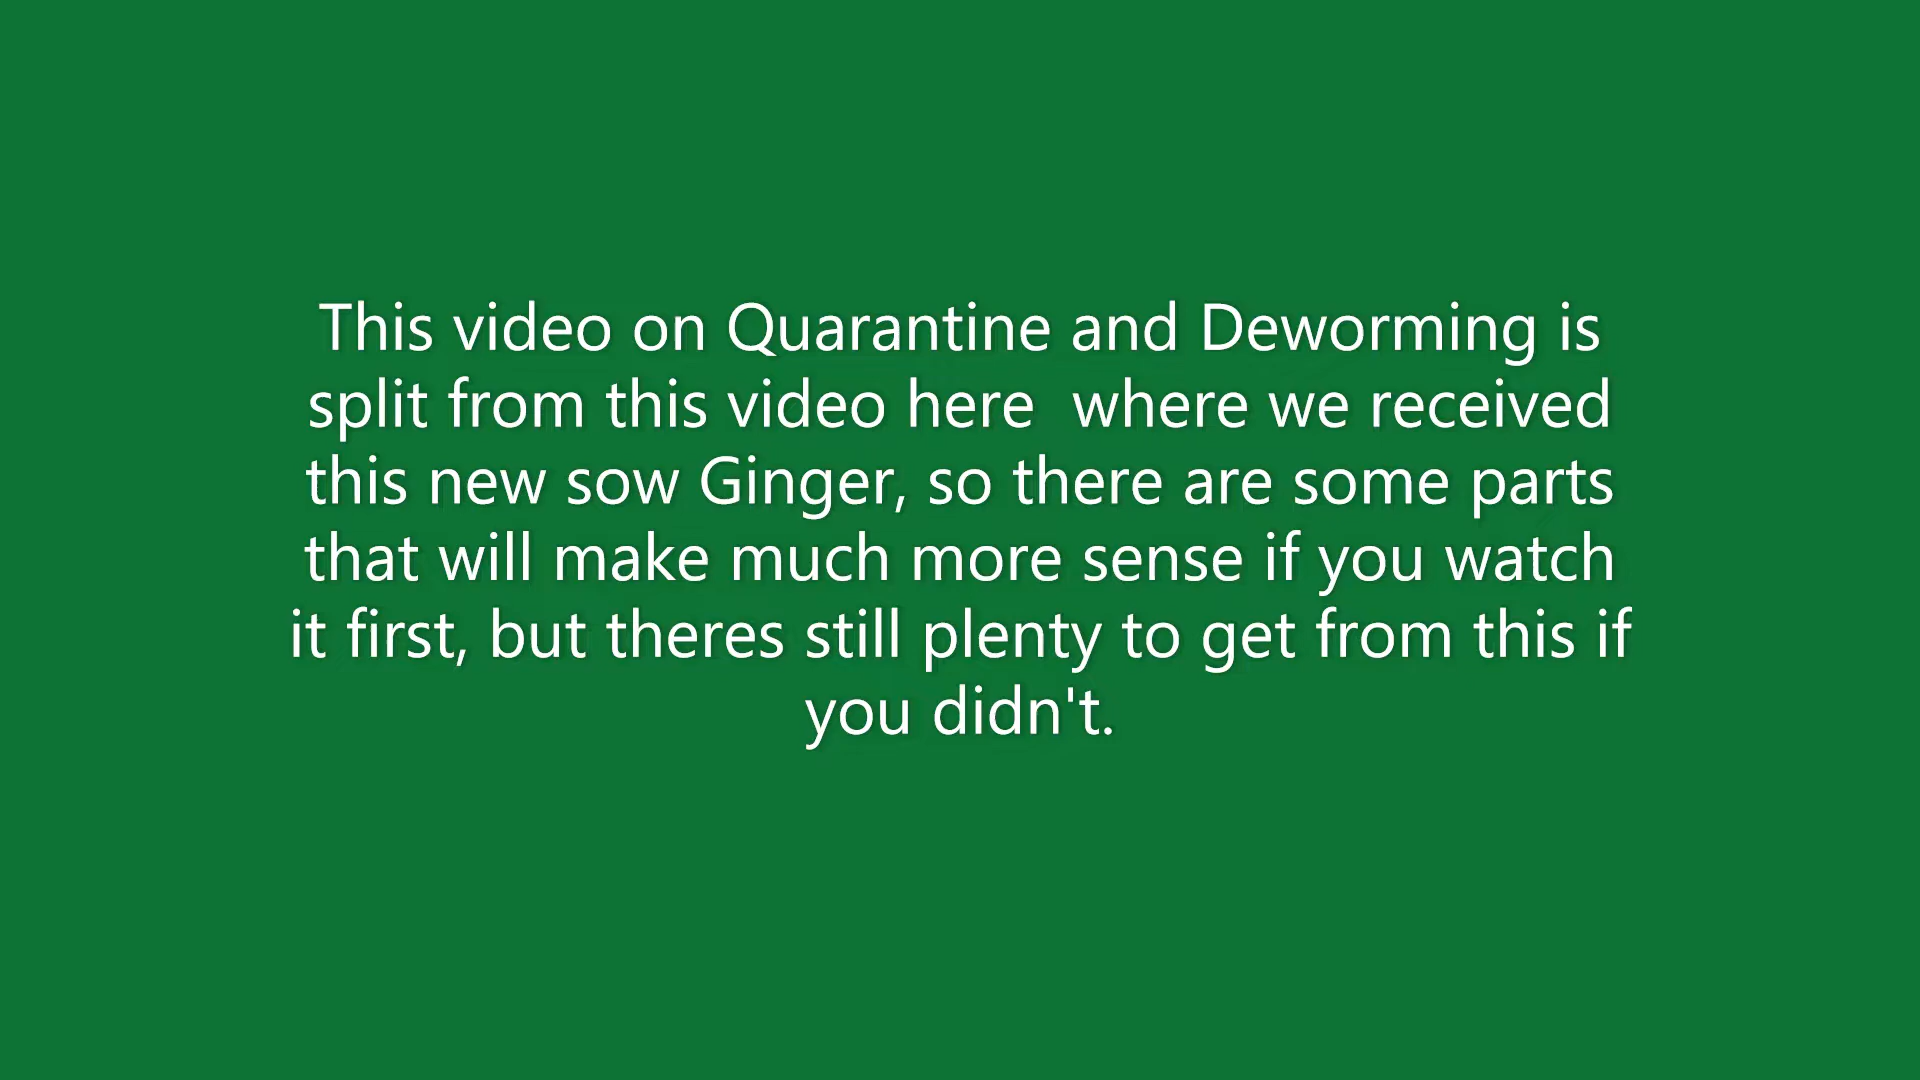 This video on Quarantine and Deworming is
split from this video here  where we received
this new sow Ginger, so there are some parts
that will make much more sense if you watch
it first, but theres still plenty to get from this if
you didn't.